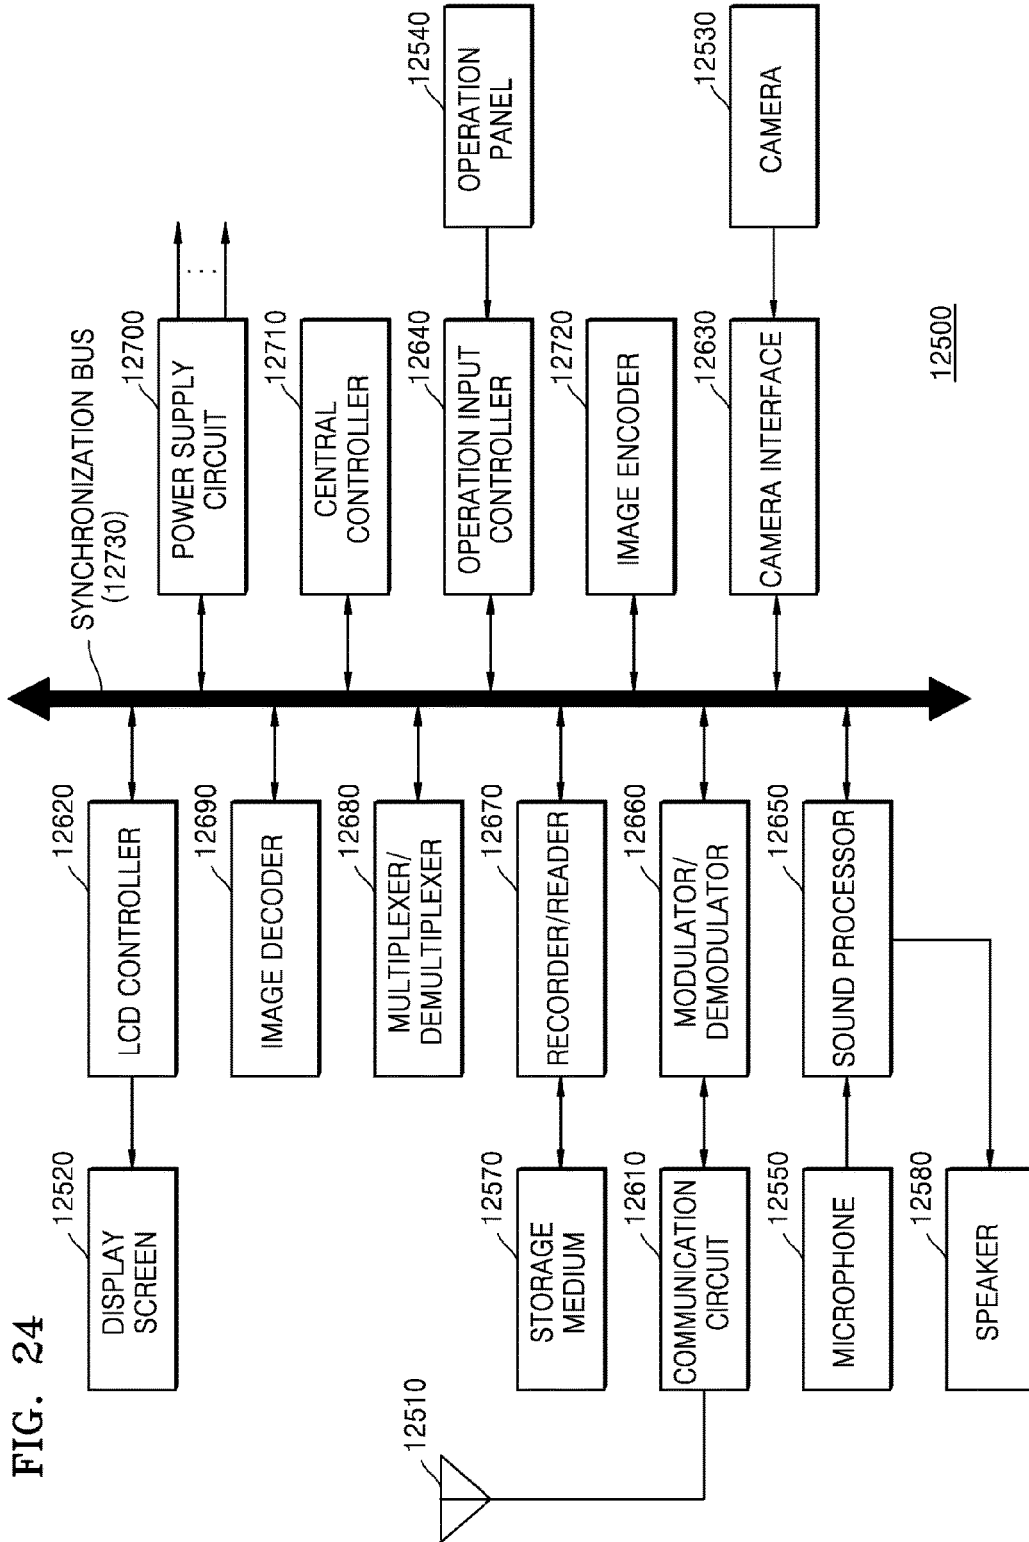 FIG. 24
SYNCHRONIZATION BUS
(12730)
12520
DISPLAY
SCREEN
12620
LCD CONTROLLER
12700
POWER SUPPLY
CIRCUIT
12690
IMAGE DECODER
12710
CENTRAL
CONTROLLER
12680
MULTIPLEXER/
DEMULTIPLEXER
12640
OPERATION INPUT
CONTROLLER
12540
OPERATION
PANEL
12510
12570
STORAGE
MEDIUM
12670
RECORDER/READER
12720
IMAGE ENCODER
12610
COMMUNICATION
CIRCUIT
12660
MODULATOR/
DEMODULATOR
12630
CAMERA INTERFACE
12530
CAMERA
12550
MICROPHONE
12650
SOUND PROCESSOR
12580
SPEAKER
12500